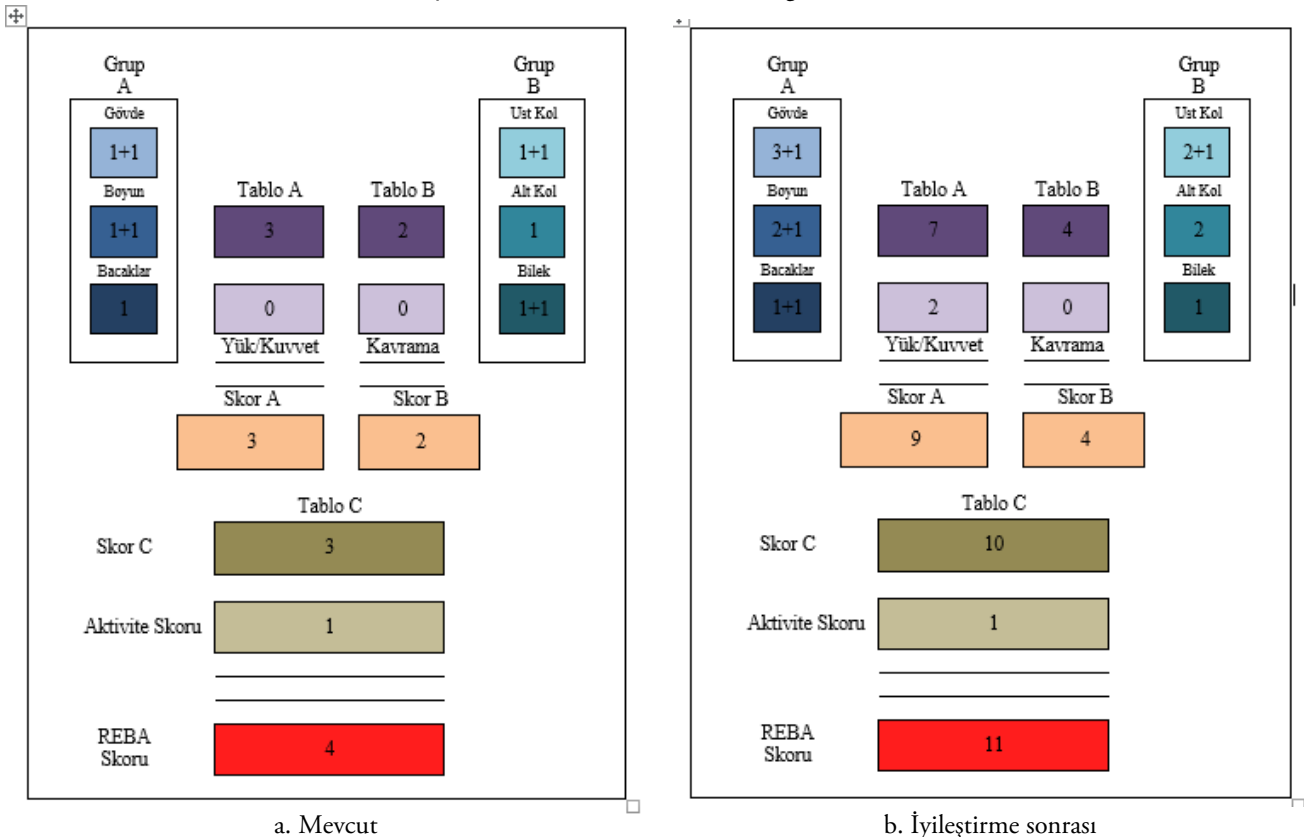 Grup
A
Gövde
1+1
Boyun
1+1
Bacaklar
1
Tablo A
3
0
Yük/Kuvvet
Skor A
3
Tablo B
2
0
Kavrama
Skor B
2
Grup
B
Ust Kol
1+1
Alt Kol
1
Bilek
1+1
Tablo C
Skor C
3
Aktivite Skoru
1
REBA
Skoru
4
a. Mevcut
Grup
A
Gövde
3+1
Boyun
2+1
Bacaklar
1+1
Tablo A
7
2
Yük/Kuvvet
Skor A
9
Tablo B
4
0
Kavrama
Skor B
4
Grup
B
Ust Kol
2+1
Alt Kol
2
Bilek
1
Tablo C
Skor C
10
Aktivite Skoru
1
REBA
Skoru
11
b. İyileştirme sonrası